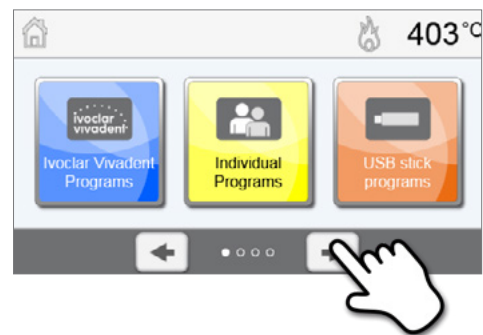 403°C
ivoclar
vivadent
Ivoclar Vivadent
Programs
Individual
Programs
USB stick
programs